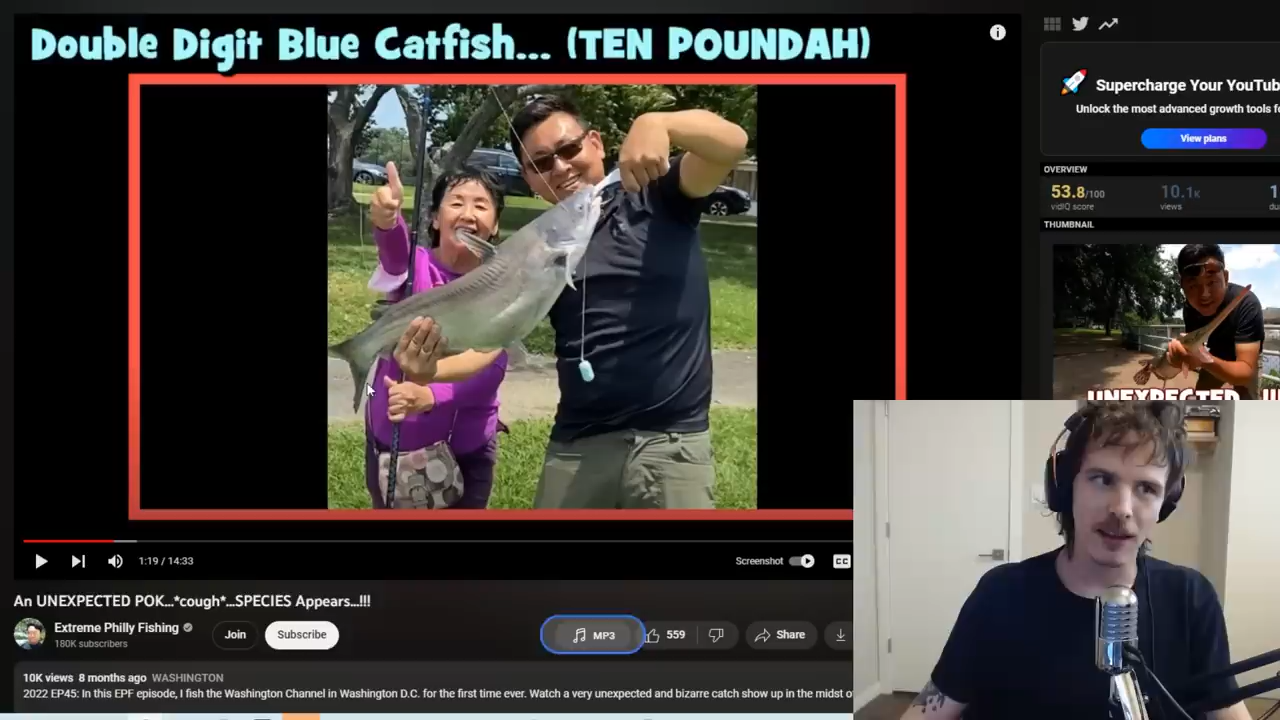 Double Digit Blue Catfish... (TEN POUNDAH)
Supercharge Your YouTub
Unlock the most advanced growth tools f
View plans
OVERVIEW
53.8/100
vidIQ score
10.1K
views
THUMBNAIL
UNEXPECTED
1:19 / 14:33
Screenshot
CC
An UNEXPECTED POK...*cough*...SPECIES Appears...!!!
Extreme Philly Fishing
180K subscribers
Join
Subscribe
MP3
559
Share
10K views 8 months ago WASHINGTON
2022 EP45: In this EPF episode, I fish the Washington Channel in Washington D.C. for the first time ever. Watch a very unexpected and bizarre catch show up in the midst o